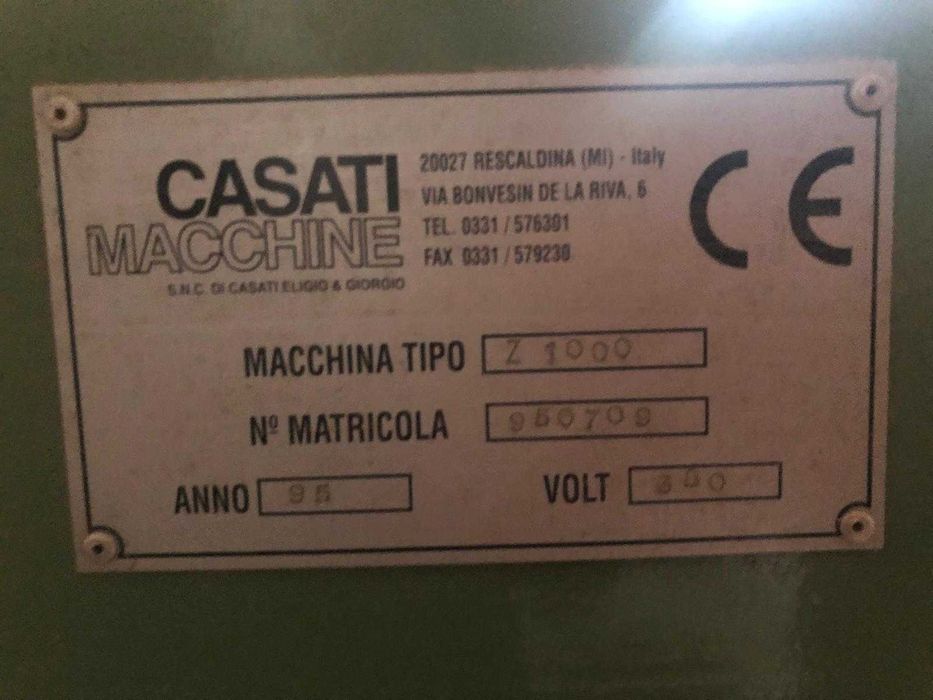 CASATI
MACCHINE
S.N.C. DI CASATI ELIGIO & GIORGIO
20027 RESCALDINA (MI) - Italy
VIA BONVESIN DE LA RIVA, 6
TEL. 0331 / 576301
FAX 0331 / 579230
CE
MACCHINA TIPO Z 1000
Nº MATRICOLA
ANNO 95
VOLT